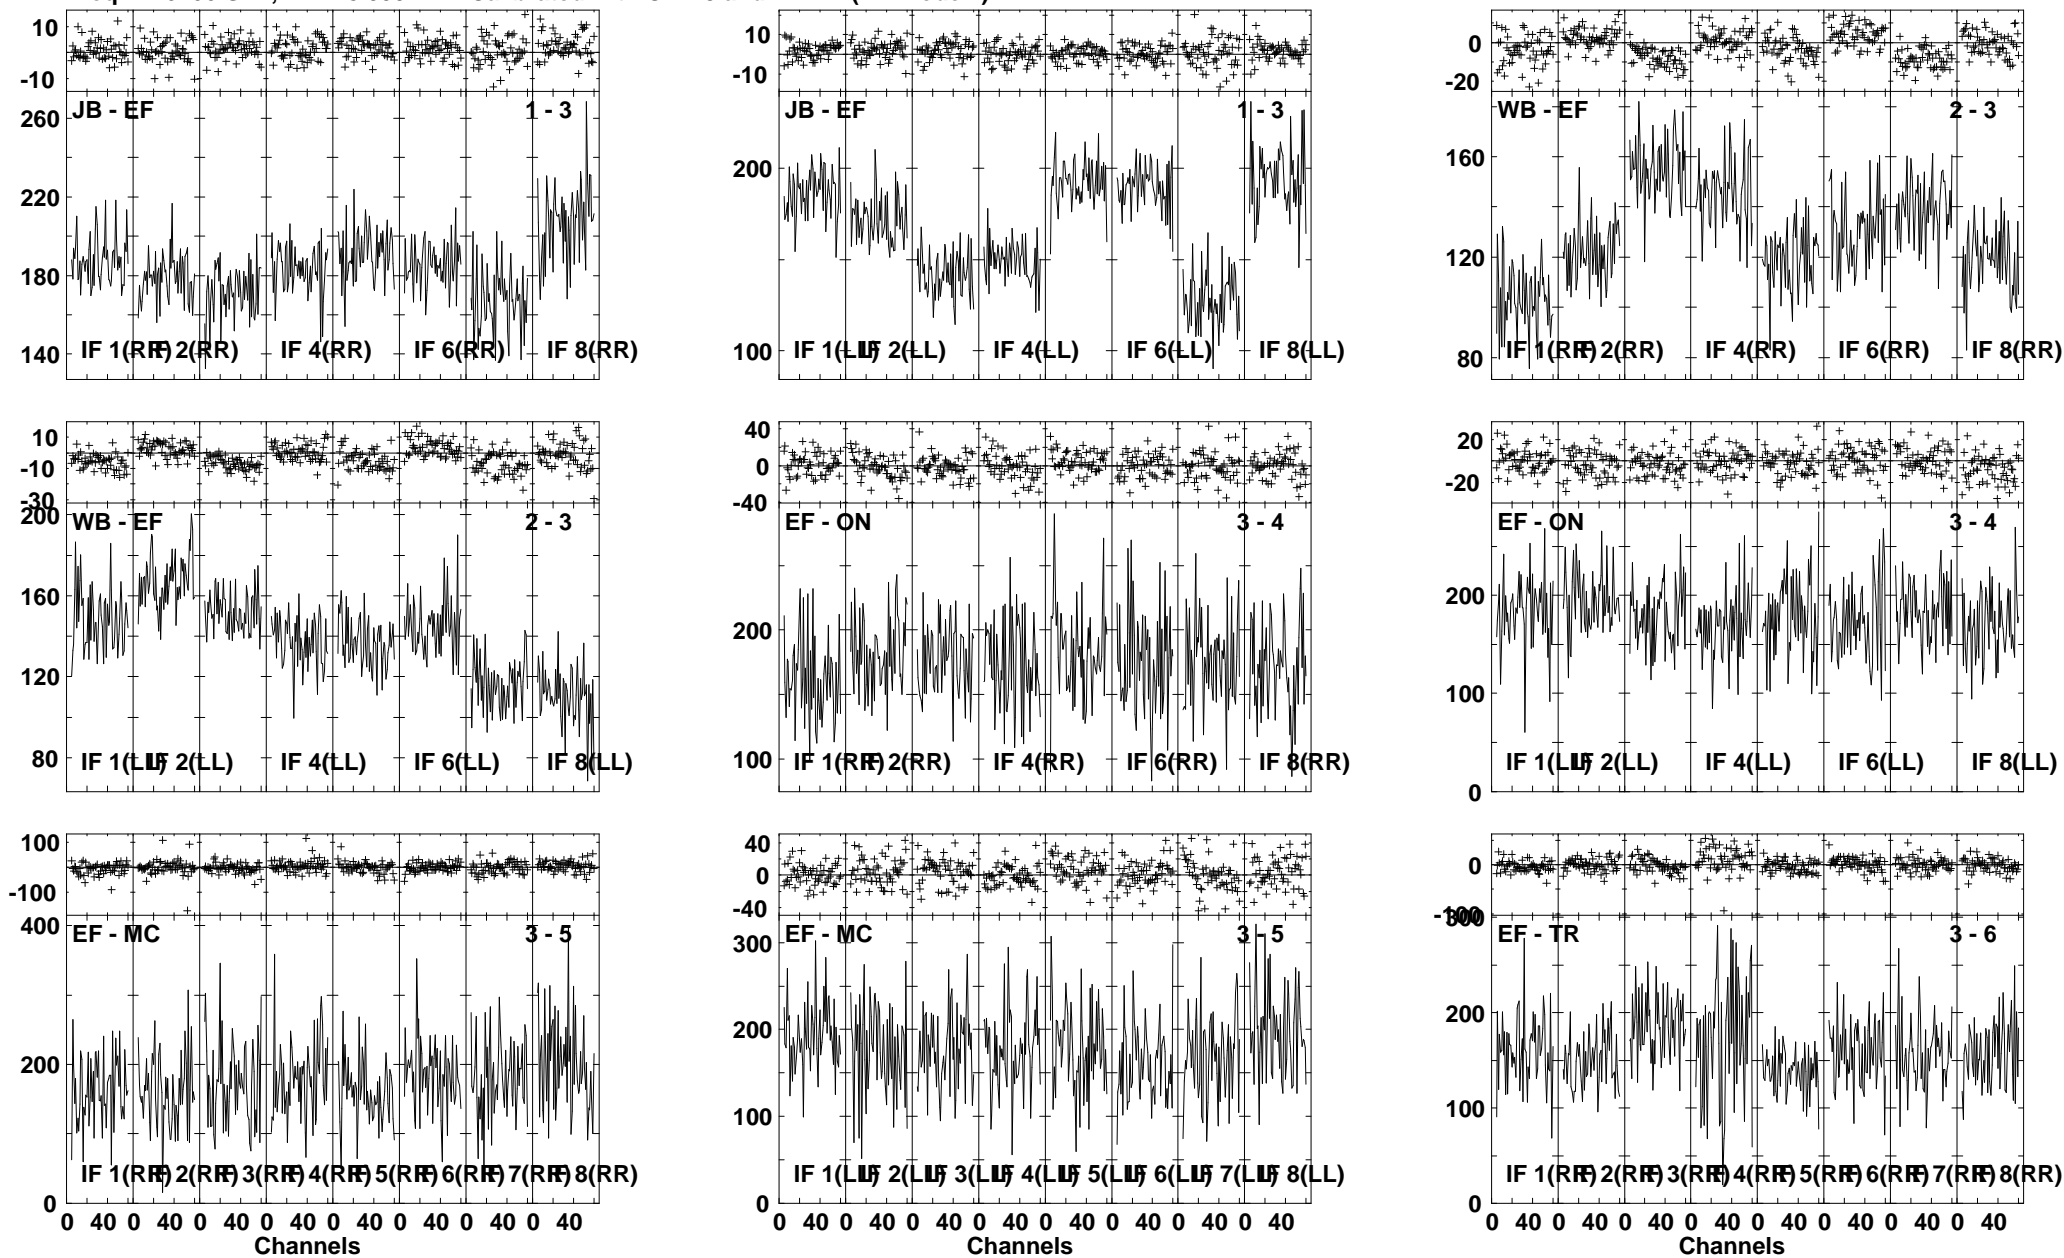 10
-10
JB - EF 1 - 3
260
220
180
140
IF 1(RR) IF 2(RR) IF 4(RR) IF 6(RR) IF 8(RR)
10
-10
JB - EF 1 - 3
200
100
IF 1(LL) IF 2(LL) IF 4(LL) IF 6(LL) IF 8(LL)
0
-20
WB - EF 2 - 3
160
120
80
IF 1(RR) IF 2(RR) IF 4(RR) IF 6(RR) IF 8(RR)
10
-10
-30
200
WB - EF 2 - 3
160
120
80
IF 1(LL) IF 2(LL) IF 4(LL) IF 6(LL) IF 8(LL)
40
0
-40
EF - ON 3 - 4
200
100
IF 1(RR) IF 2(RR) IF 4(RR) IF 6(RR) IF 8(RR)
20
-20
EF - ON 3 - 4
200
100
0
IF 1(LL) IF 2(LL) IF 4(LL) IF 6(LL) IF 8(LL)
100
-100
400
EF - MC 3 - 5
200
0
IF 1(RR) IF 2(RR) IF 3(RR) IF 4(RR) IF 5(RR) IF 6(RR) IF 7(RR) IF 8(RR)
0 40 0 40 0 40 0 40 0 40 0 40 0 40 0 40
Channels
40
0
-40
EF - MC 3 - 5
300
200
100
0
IF 1(LL) IF 2(LL) IF 3(LL) IF 4(LL) IF 5(LL) IF 6(LL) IF 7(LL) IF 8(LL)
0 40 0 40 0 40 0 40 0 40 0 40 0 40 0 40
Channels
0
-100
300
EF - TR 3 - 6
200
100
0
IF 1(RR) IF 2(RR) IF 3(RR) IF 4(RR) IF 5(RR) IF 6(RR) IF 7(RR) IF 8(RR)
0 40 0 40 0 40 0 40 0 40 0 40 0 40 0 40
Channels